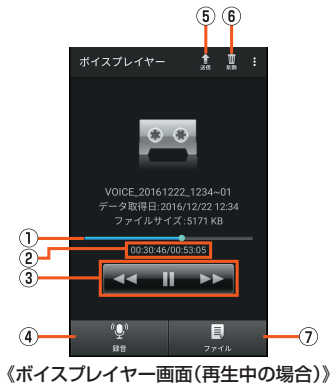 ⑤ ⑥
ボイスプレイヤー 送信 削除
VOICE_20161222_1234~01
データ取得日:2016/12/22 12:34
ファイルサイズ:5171 KB
①
② 00:30:46/00:53:05
③
④ 録音 ファイル ⑦
《ボイスプレイヤー画面(再生中の場合)》